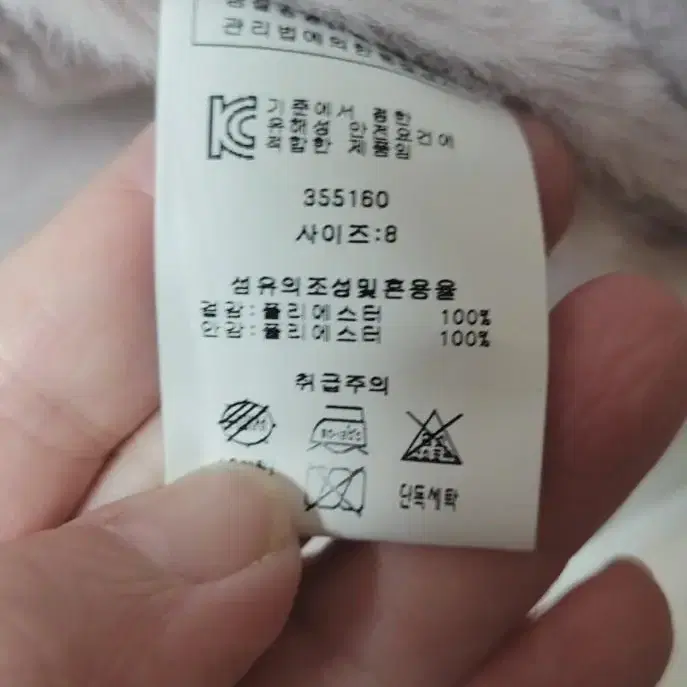 관리법에의한
기준에서 정한
유해성 안전요건에
적합한 제품임
355160
사이즈:8
섬유의조성및혼용율
겉감:폴리에스터 100%
안감:폴리에스터 100%
취급주의
단독세탁